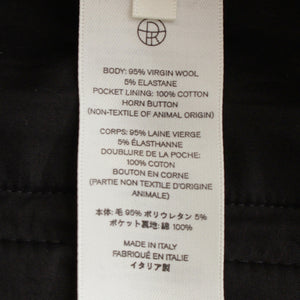 BODY: 95% VIRGIN WOOL
5% ELASTANE
POCKET LINING: 100% COTTON
HORN BUTTON
(NON-TEXTILE OF ANIMAL ORIGIN)
CORPS: 95% LAINE VIERGE
5% ÉLASTHANNE
DOUBLURE DE LA POCHE:
100% COTON
BOUTON EN CORNE
(PARTIE NON TEXTILE D'ORIGINE
ANIMALE)
本体: 毛 95% ポリウレタン 5%
ポケット裏地: 綿 100%
MADE IN ITALY
FABRIQUÉ EN ITALIE
イタリア製